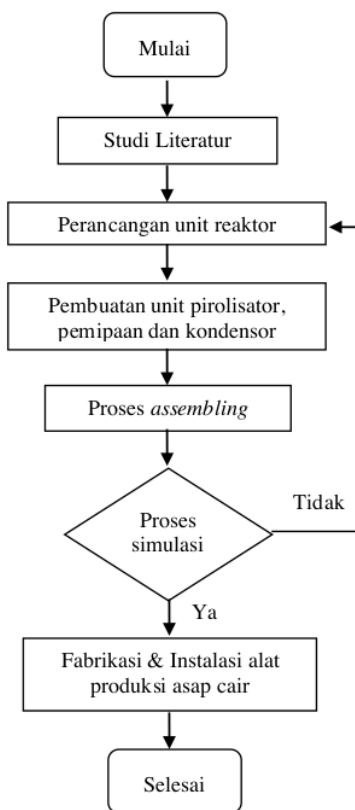 Mulai
Studi Literatur
Perancangan unit reaktor
Pembuatan unit pirolisator,
pemipaan dan kondensor
Proses assembling
Proses
simulasi
Tidak
Ya
Fabrikasi & Instalasi alat
produksi asap cair
Selesai